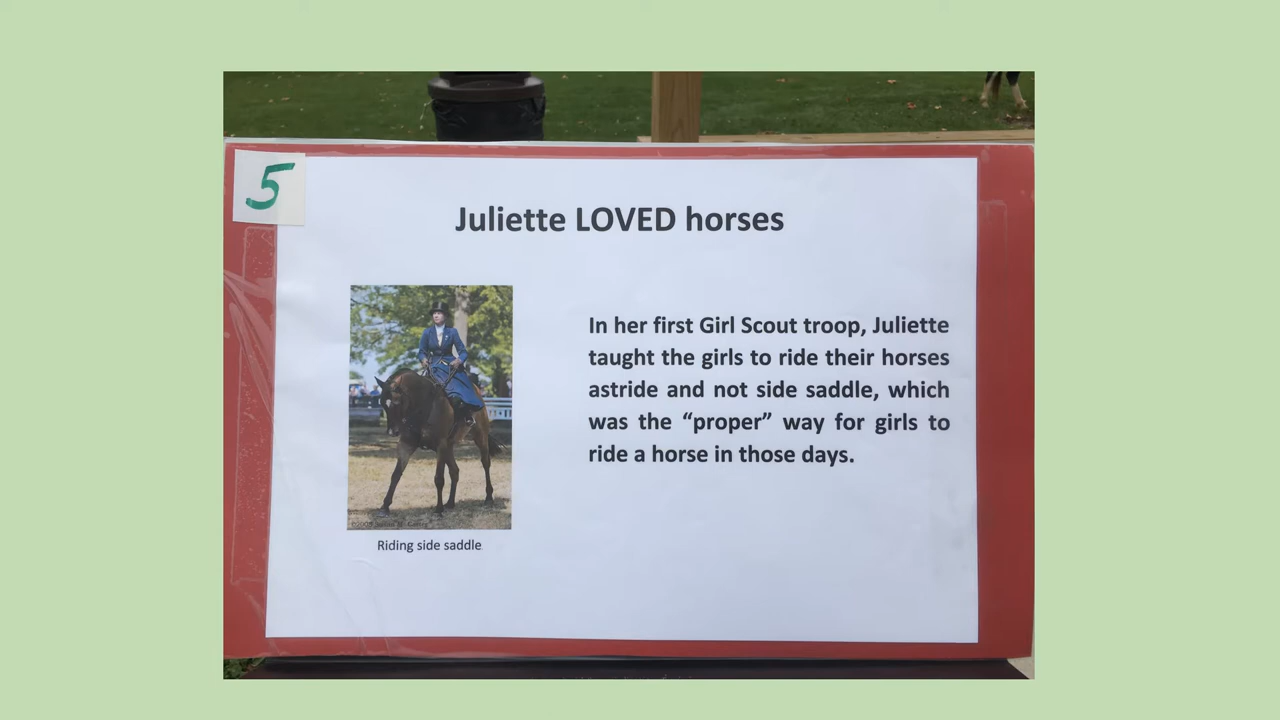 5
Juliette LOVED horses
In her first Girl Scout troop, Juliette
taught the girls to ride their horses
astride and not side saddle, which
was the “proper” way for girls to
ride a horse in those days.
Riding side saddle